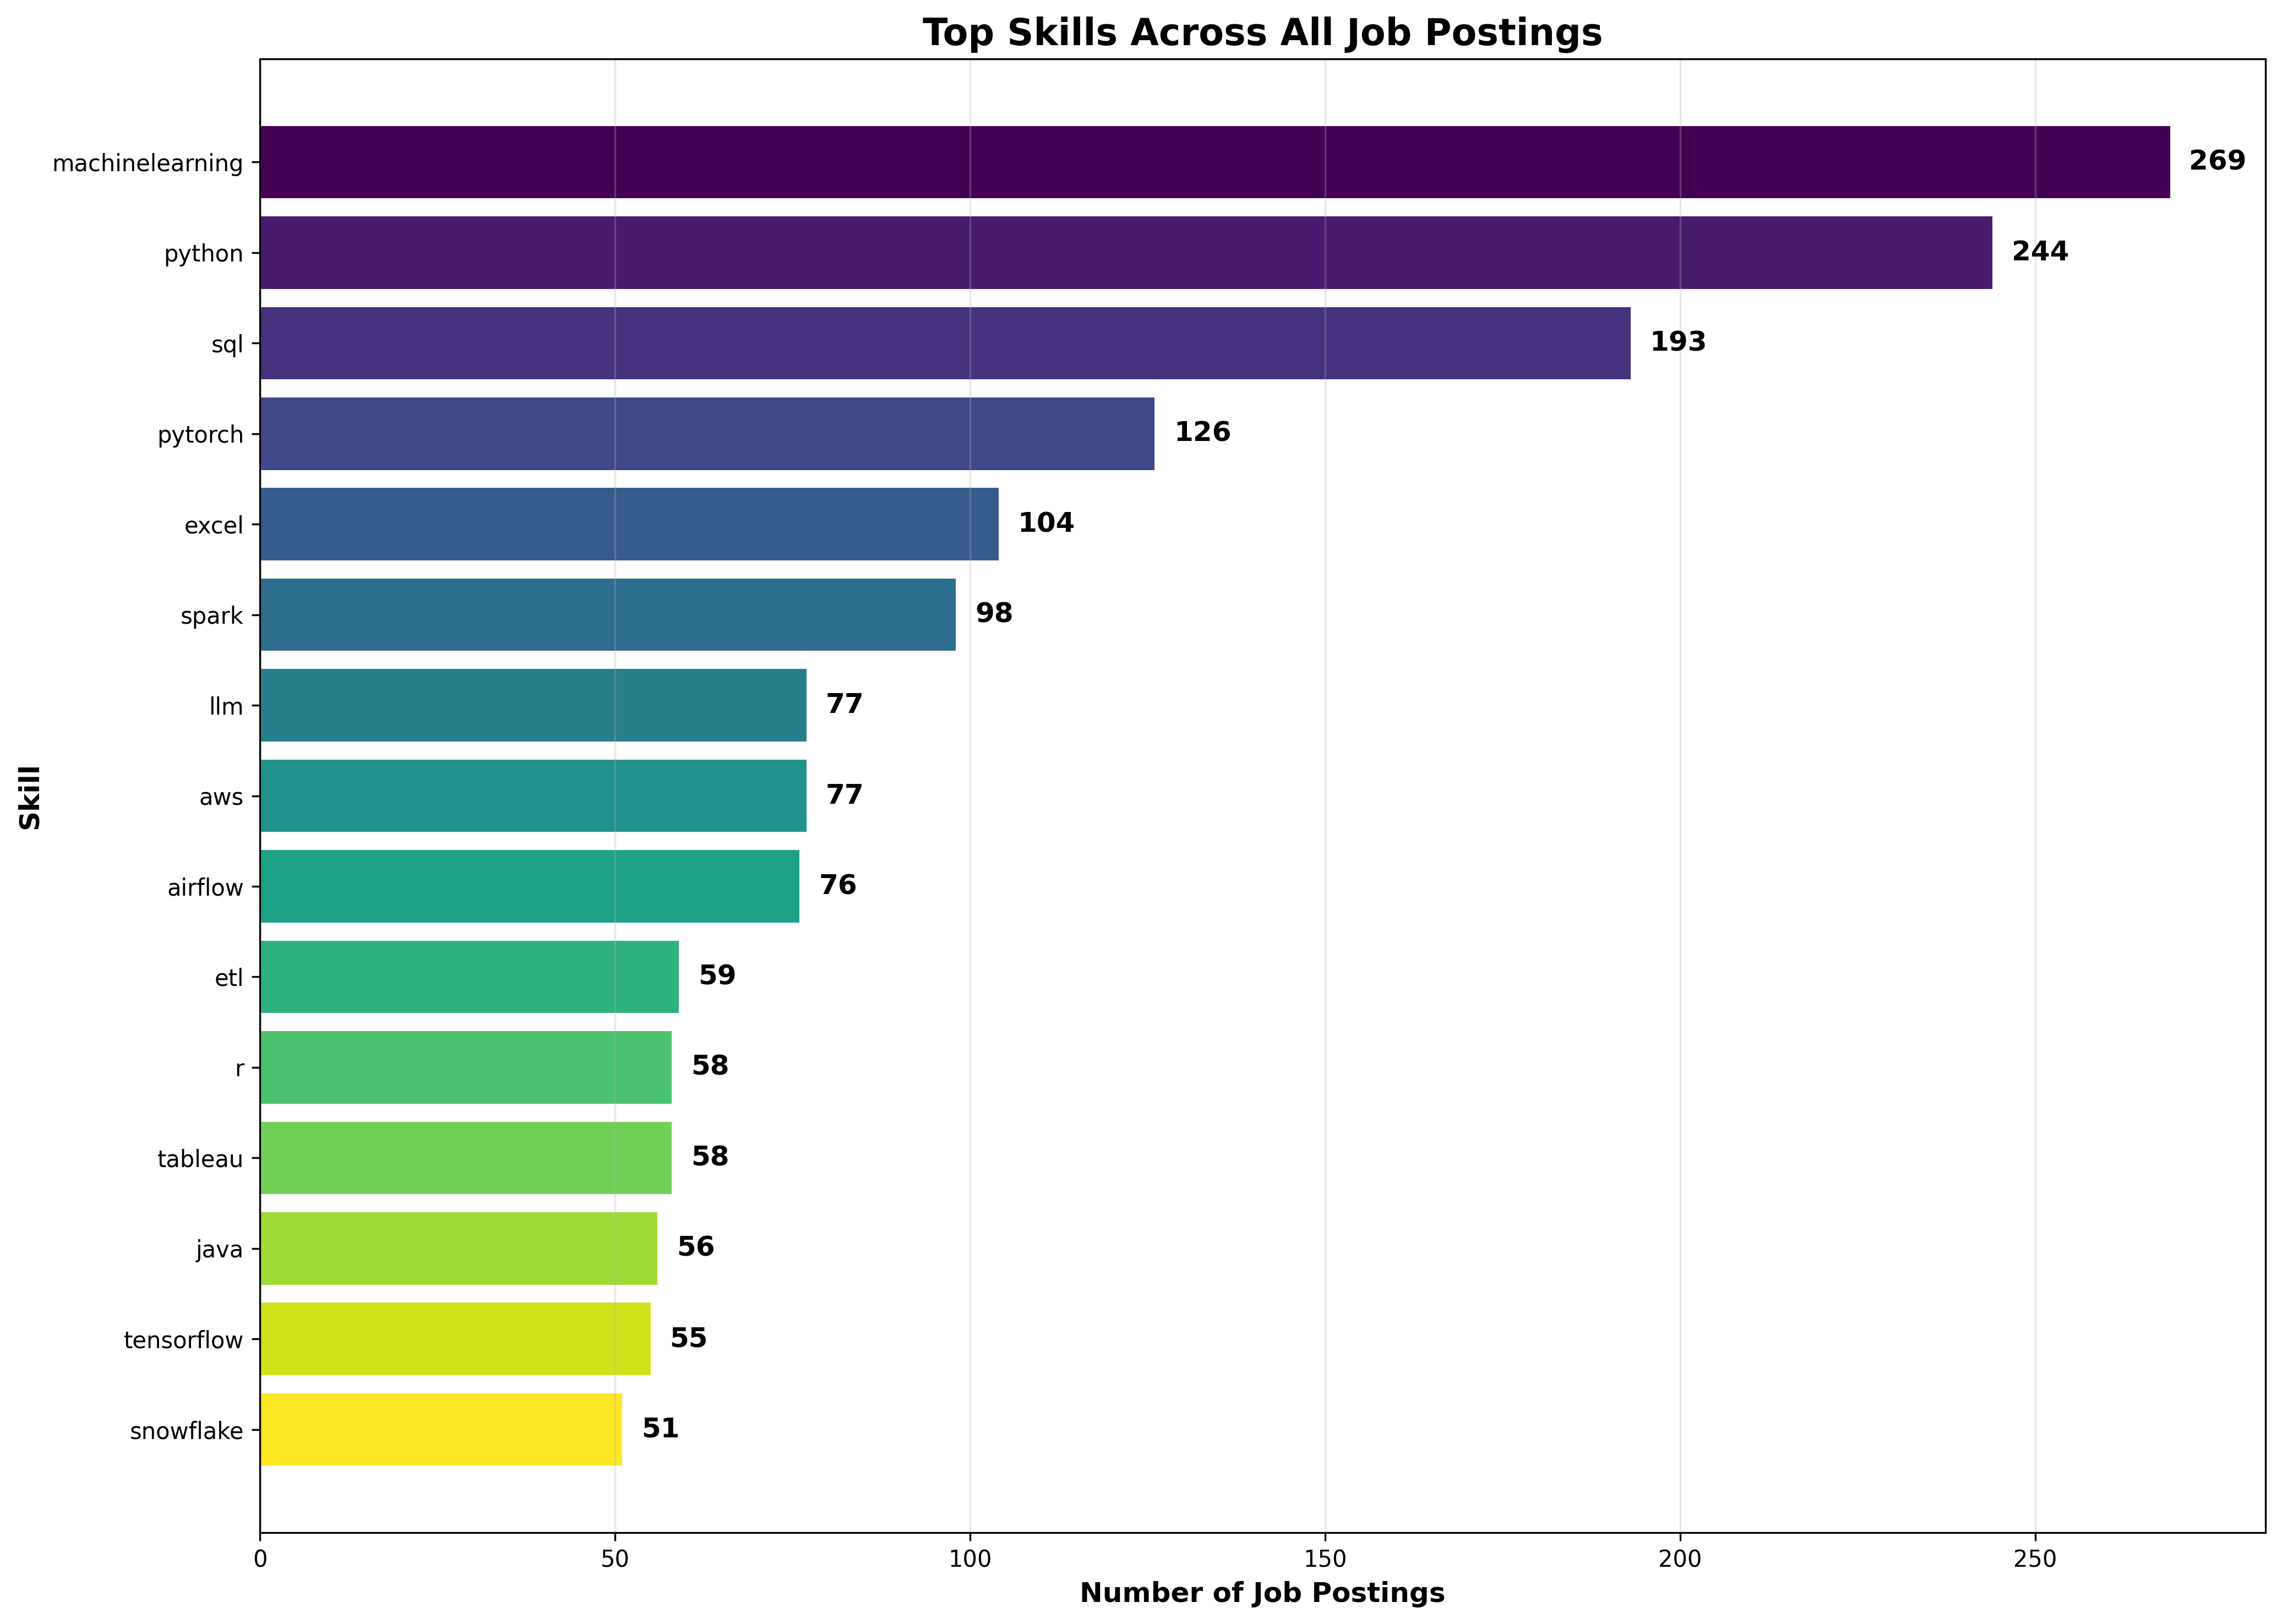 Top Skills Across All Job Postings
machinelearning 269
python 244
sql 193
pytorch 126
excel 104
spark 98
llm 77
aws 77
airflow 76
etl 59
r 58
tableau 58
java 56
tensorflow 55
snowflake 51
Skill
0 50 100 150 200 250
Number of Job Postings